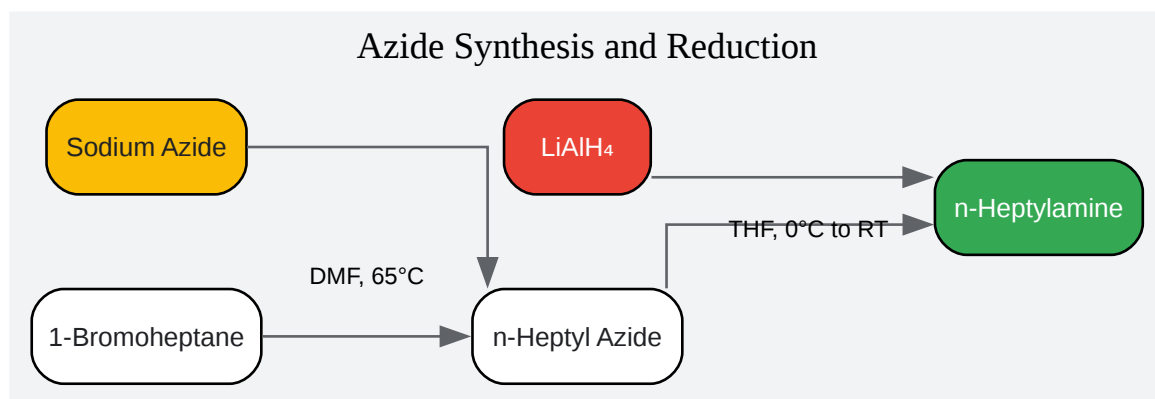 Azide Synthesis and Reduction
Sodium Azide
LiAlH₄
n-Heptylamine
THF, 0°C to RT
DMF, 65°C
1-Bromoheptane
n-Heptyl Azide